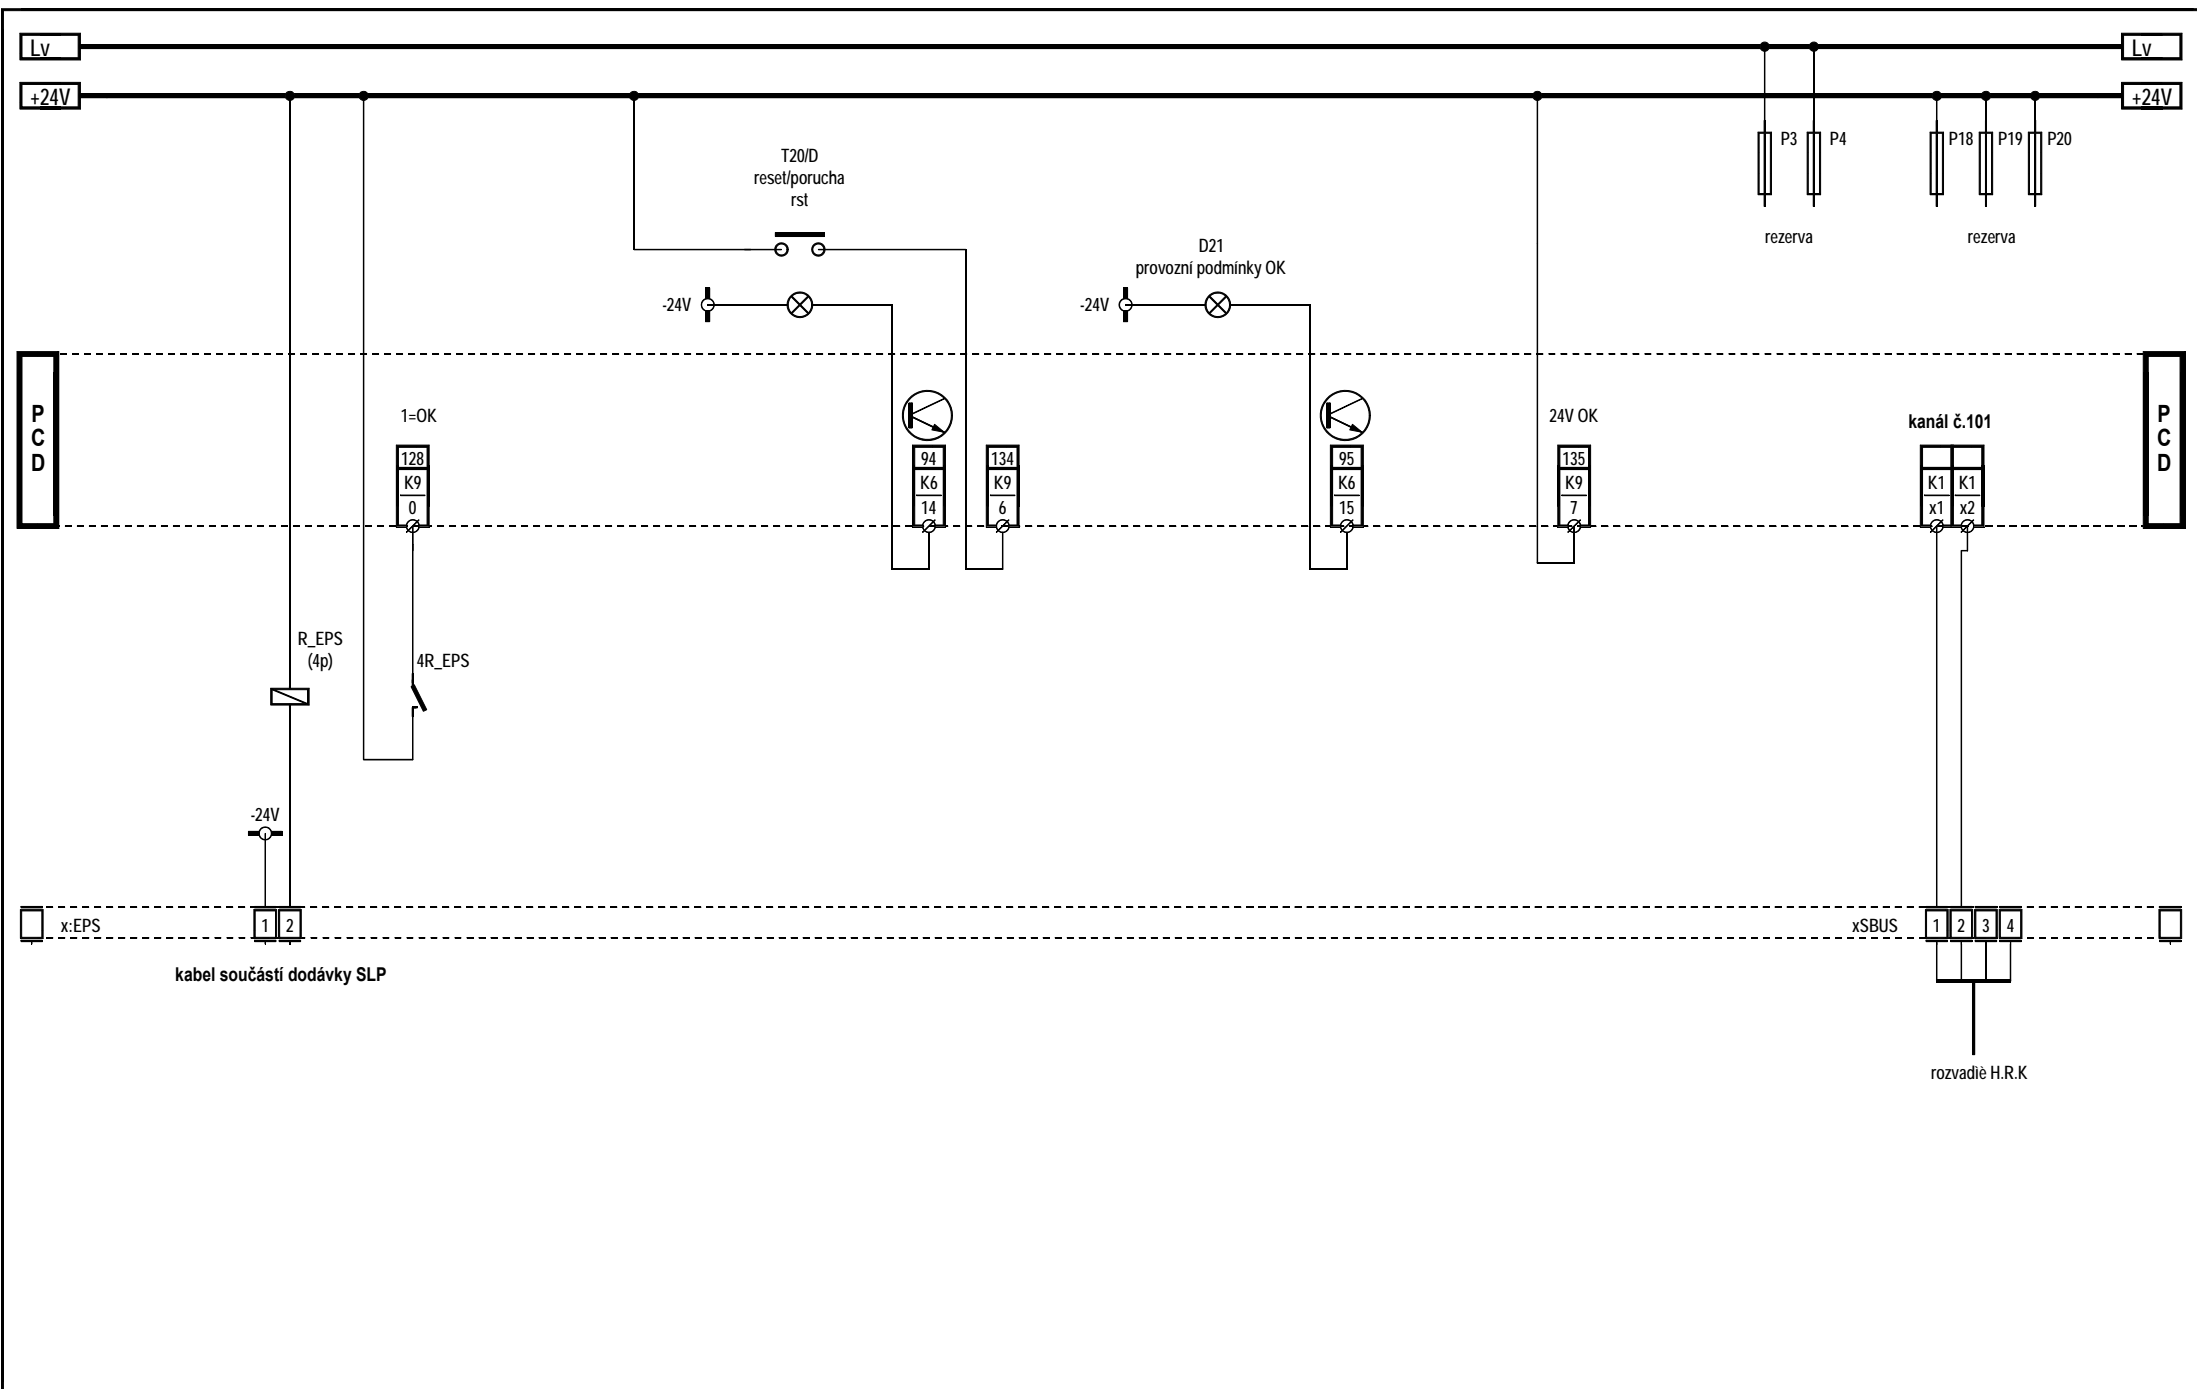 Lv
Lv
+24V
+24V
P3
P4
P18
P19
P20
T20/D
reset/porucha
rst
rezerva
rezerva
D21
provozní podmínky OK
-24V
-24V
PCD
PCD
1=OK
24V OK
kanál č.101
128
94
134
95
135
K9
K6
K9
K6
K9
K1
K1
0
14
6
15
7
x1
x2
R_EPS
(4p)
4R_EPS
-24V
x:EPS
1
2
xSBUS
1
2
3
4
kabel součástí dodávky SLP
rozvadìè H.R.K